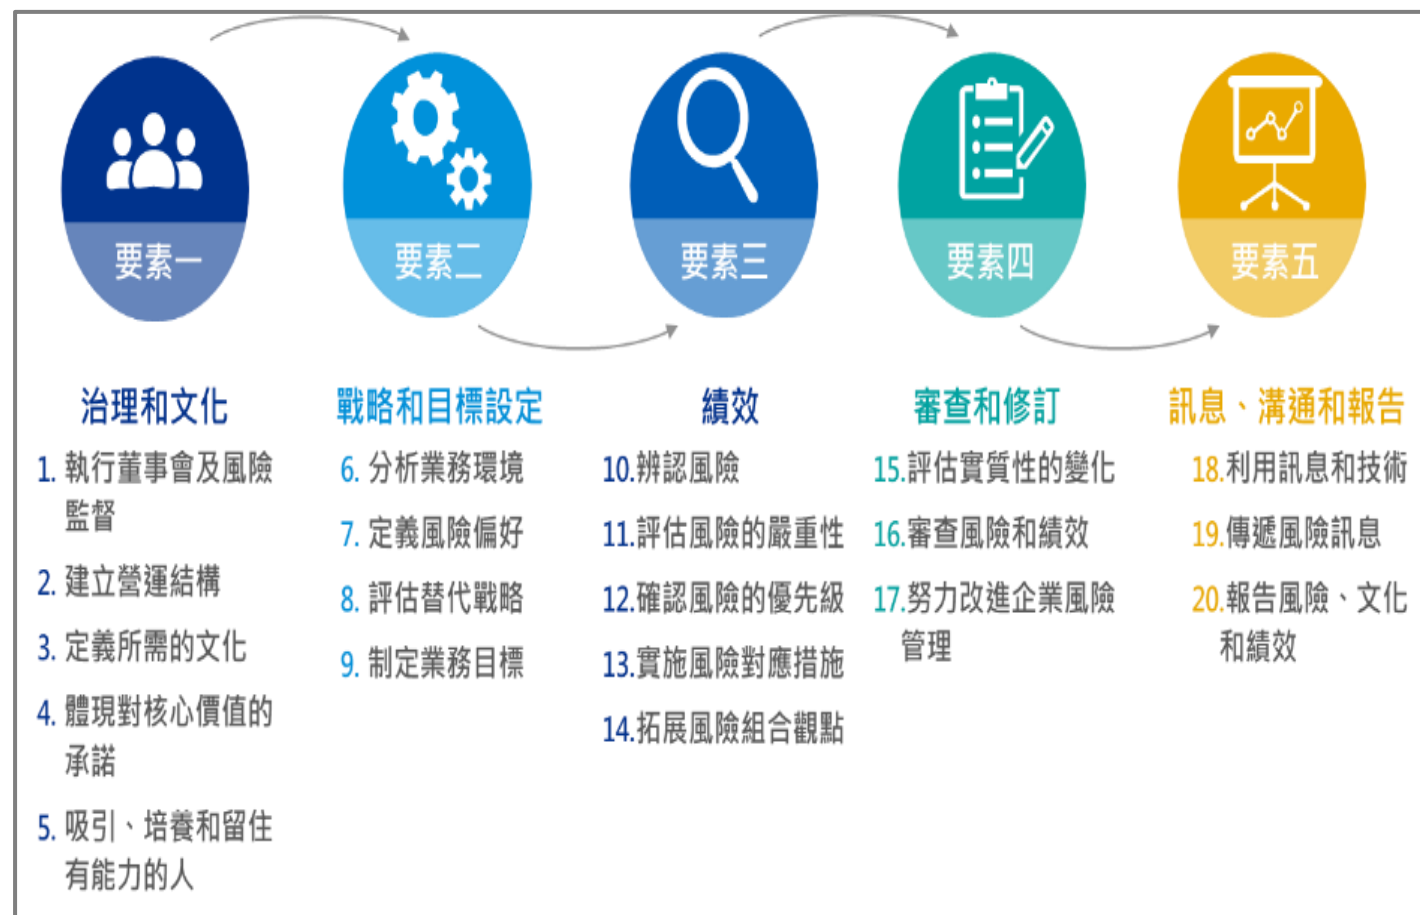 要素一
要素二
要素三
要素四
要素五
治理和文化
1. 執行董事會及風險
監督
2. 建立營運結構
3. 定義所需的文化
4. 體現對核心價值的
承諾
5. 吸引、培養和留住
有能力的人
戰略和目標設定
6. 分析業務環境
7. 定義風險偏好
8. 評估替代戰略
9. 制定業務目標
績效
10.辨認風險
11.評估風險的嚴重性
12.確認風險的優先級
13.實施風險對應措施
14.拓展風險組合觀點
審查和修訂
15.評估實質性的變化
16.審查風險和績效
17.努力改進企業風險
管理
訊息、溝通和報告
18.利用訊息和技術
19.傳遞風險訊息
20.報告風險、文化
和績效